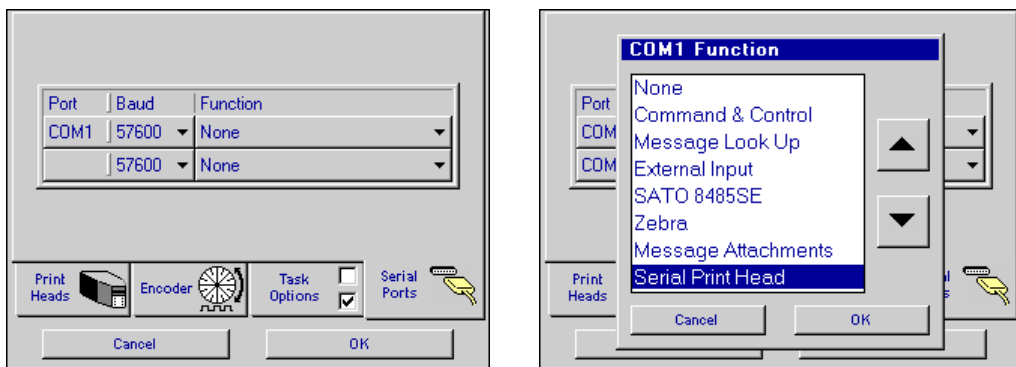 Port Baud Function
COM1 57600 None
57600 None
Print Heads
Encoder
Task Options
Serial Ports
Cancel OK
COM1 Function
None
Command & Control
Message Look Up
External Input
SATO 8485SE
Zebra
Message Attachments
Serial Print Head
Cancel OK
Port
COM
COM
Print Heads